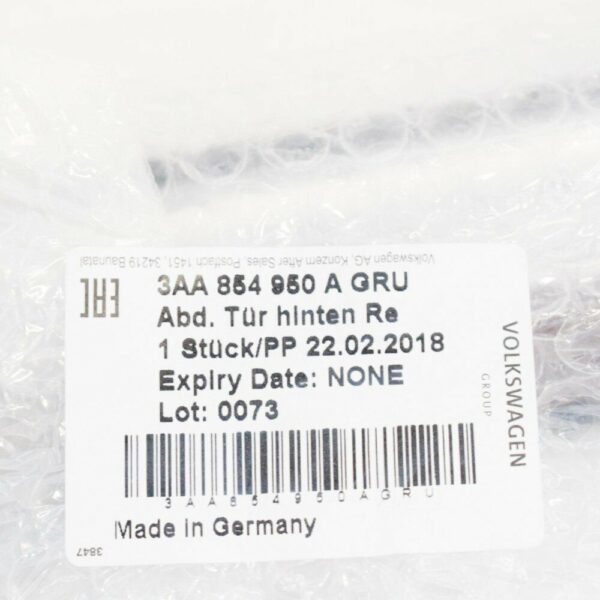 Volkswagen AG, Konzern After Sales, Postfach 1451, 34219 Baunatal
EAC
3AA 854 950 A GRU
Abd. Tür hinten Re
1 Stück/PP 22.02.2018
Expiry Date: NONE
Lot: 0073
3AA854950AGRU
Made in Germany
3847
VOLKSWAGEN
GROUP